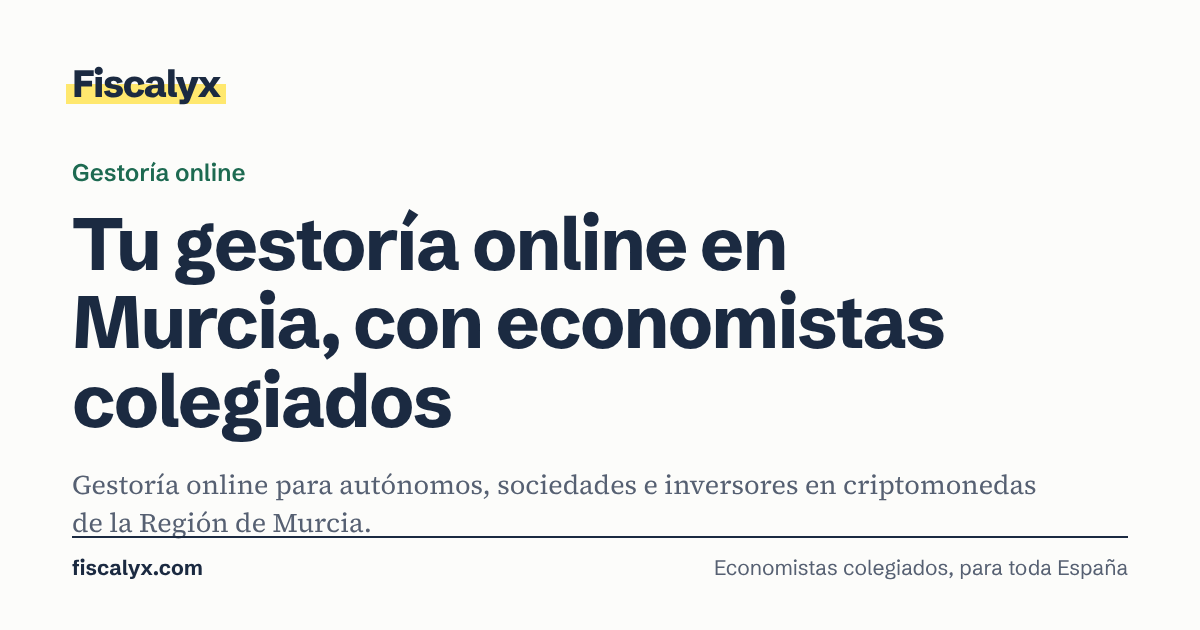 Fiscalyx
Gestoría online
Tu gestoría online en
Murcia, con economistas
colegiados
Gestoría online para autónomos, sociedades e inversores en criptomonedas
de la Región de Murcia.
fiscalyx.com
Economistas colegiados, para toda España